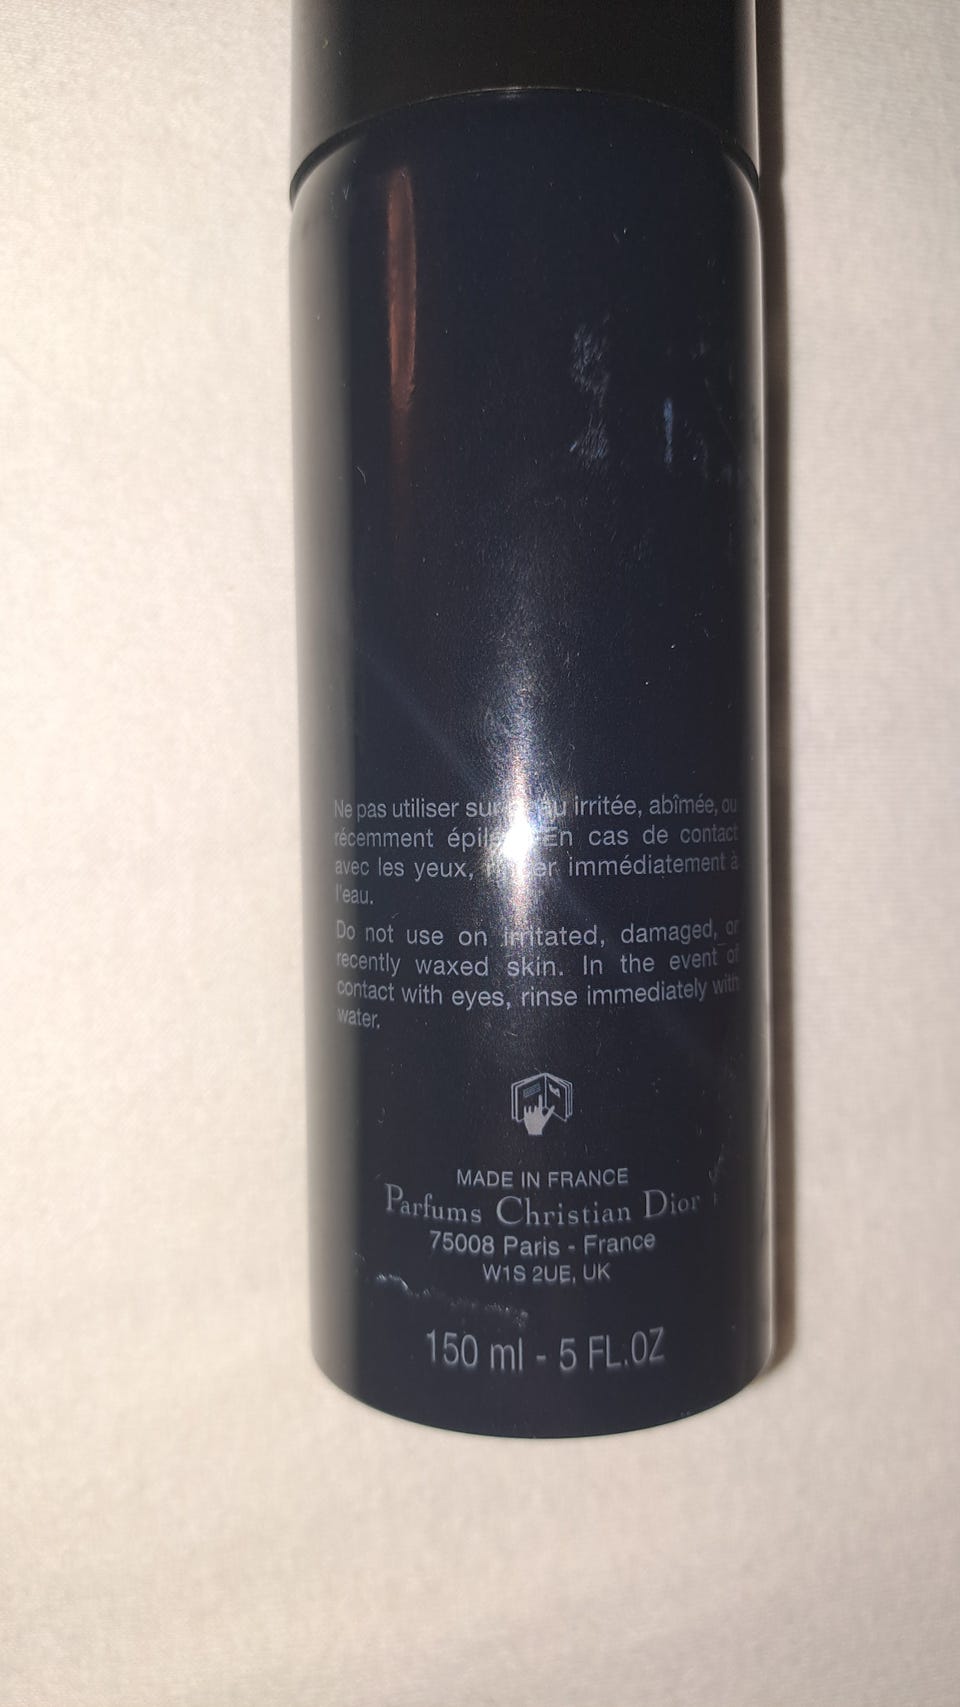 Ne pas utiliser sur irritée, abîmée, ou
récemment En cas de contact
avec les yeux, immédiatement à
l'eau.
Do not use on irritated, damaged, or
recently waxed skin. In the event of
contact with eyes, rinse immediately with
water.
MADE IN FRANCE
Parfums Christian Dior
75008 Paris - France
W1S 2UE, UK
150 ml - 5 FL.OZ